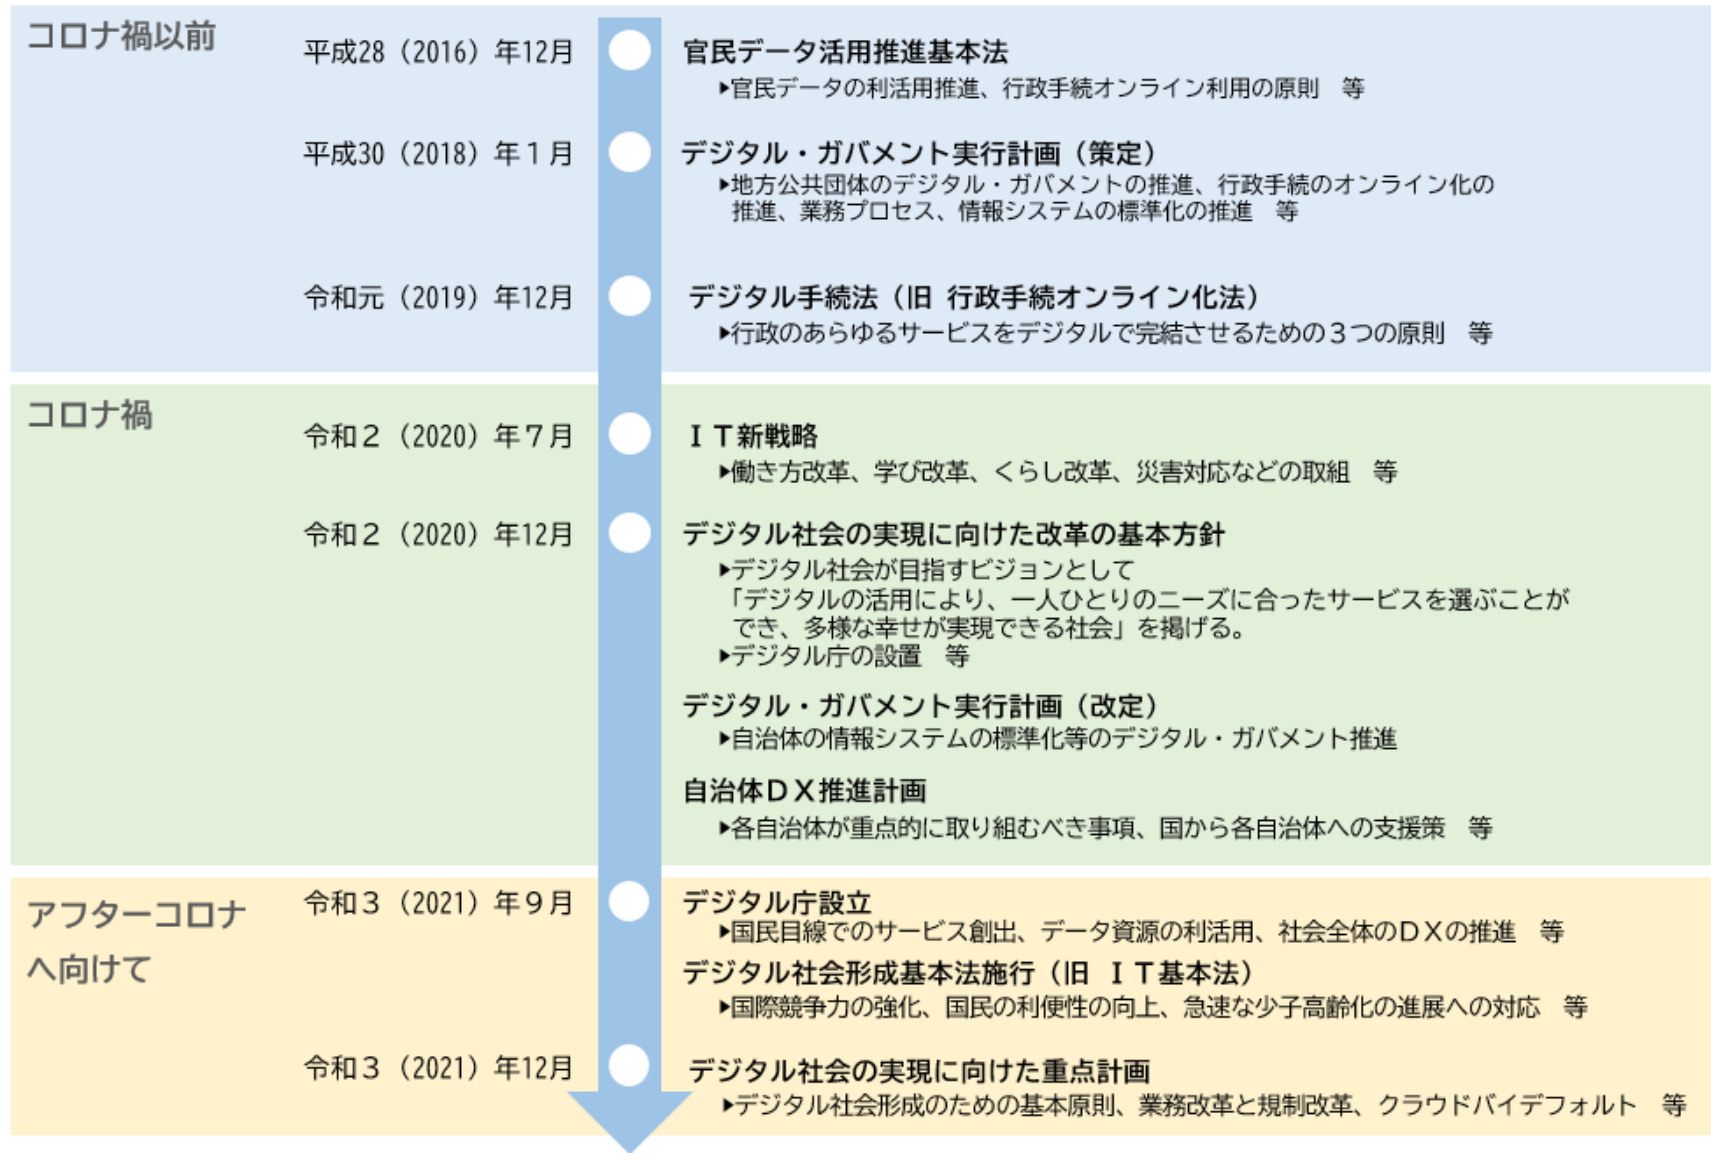 コロナ禍以前
平成28（2016）年12月
官民データ活用推進基本法
▶官民データの利活用推進、行政手続オンライン利用の原則　等
平成30（2018）年１月
デジタル・ガバメント実行計画（策定）
▶地方公共団体のデジタル・ガバメントの推進、行政手続のオンライン化の
推進、業務プロセス、情報システムの標準化の推進　等
令和元（2019）年12月
デジタル手続法（旧 行政手続オンライン化法）
▶行政のあらゆるサービスをデジタルで完結させるための３つの原則　等
コロナ禍
令和２（2020）年７月
ＩＴ新戦略
▶働き方改革、学び改革、くらし改革、災害対応などの取組　等
令和２（2020）年12月
デジタル社会の実現に向けた改革の基本方針
▶デジタル社会が目指すビジョンとして
「デジタルの活用により、一人ひとりのニーズに合ったサービスを選ぶことが
でき、多様な幸せが実現できる社会」を掲げる。
▶デジタル庁の設置　等
デジタル・ガバメント実行計画（改定）
▶自治体の情報システムの標準化等のデジタル・ガバメント推進
自治体ＤＸ推進計画
▶各自治体が重点的に取り組むべき事項、国から各自治体への支援策　等
アフターコロナ
へ向けて
令和３（2021）年９月
デジタル庁設立
▶国民目線でのサービス創出、データ資源の利活用、社会全体のＤＸの推進　等
デジタル社会形成基本法施行（旧 ＩＴ基本法）
▶国際競争力の強化、国民の利便性の向上、急速な少子高齢化の進展への対応　等
令和３（2021）年12月
デジタル社会の実現に向けた重点計画
▶デジタル社会形成のための基本原則、業務改革と規制改革、クラウドバイデフォルト　等